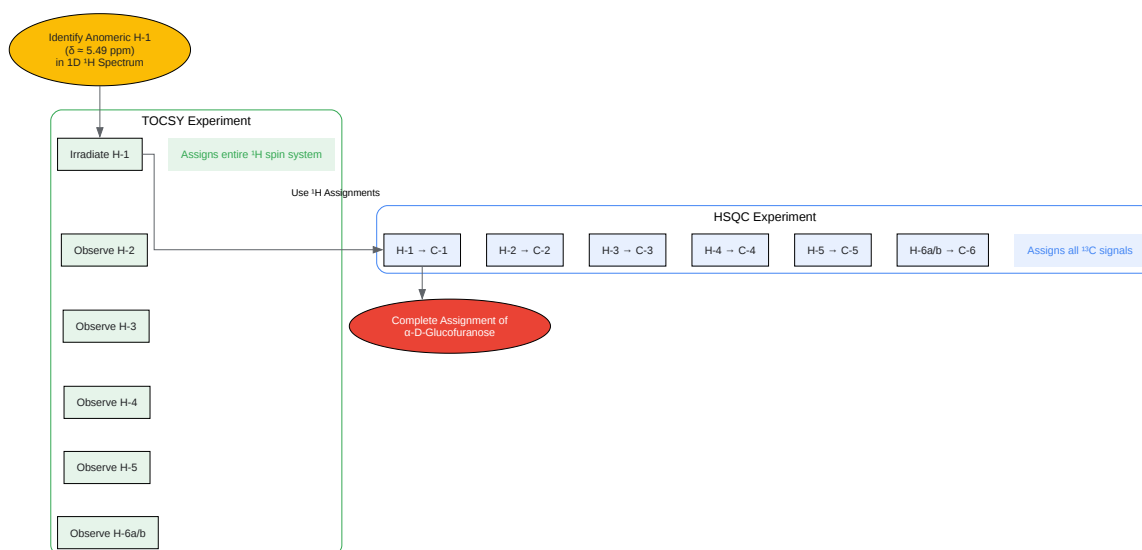 Identify Anomeric H-1
(δ ≈ 5.49 ppm)
in 1D ¹H Spectrum
TOCSY Experiment
Irradiate H-1
Assigns entire ¹H spin system
Use ¹H Assignments
HSQC Experiment
Observe H-2
H-1 → C-1
H-2 → C-2
H-3 → C-3
H-4 → C-4
H-5 → C-5
H-6a/b → C-6
Assigns all ¹³C signals
Observe H-3
Complete Assignment of
α-D-Glucofuranose
Observe H-4
Observe H-5
Observe H-6a/b